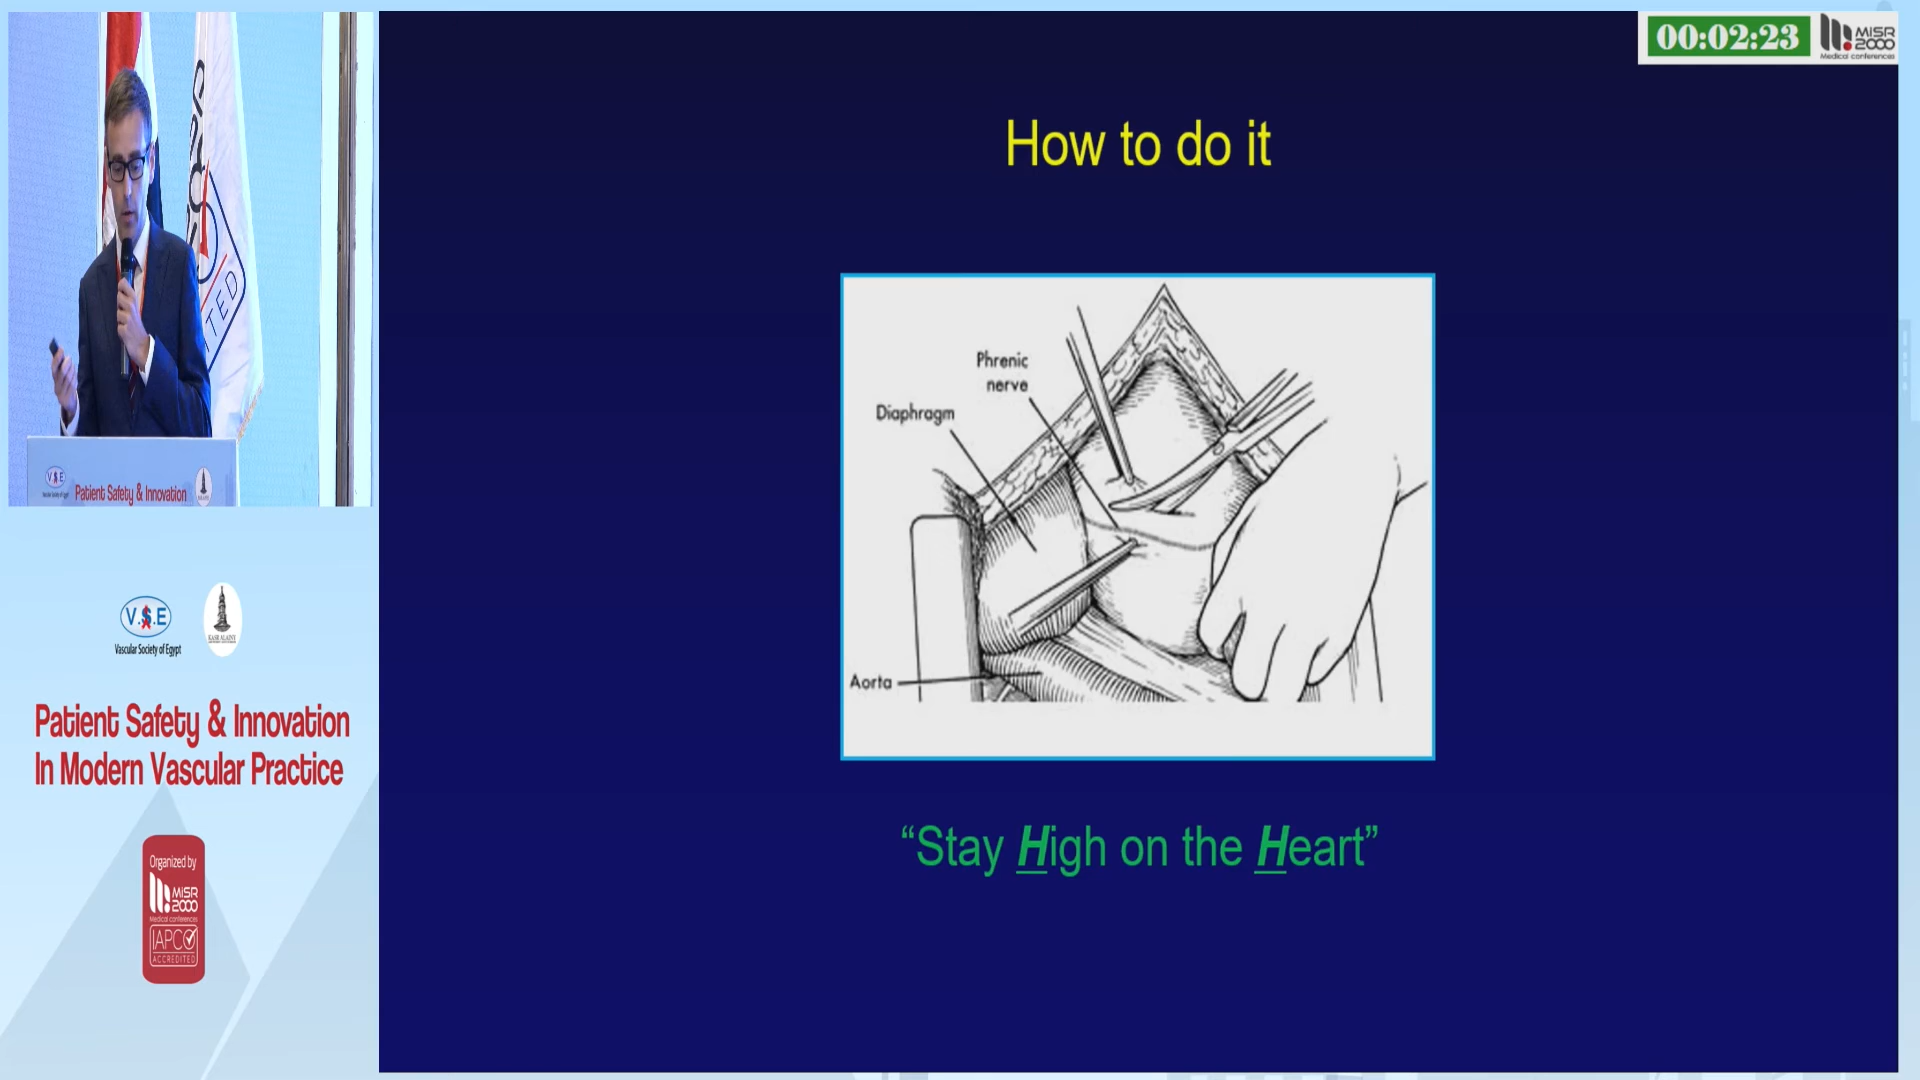 00:02:23
MISR
2000
Medical conferences
How to do it
Phrenic
nerve
Diaphragm
Aorta
“Stay High on the Heart”
TED
V.S.E
Patient Safety & Innovation
V.S.E
Vascular Society of Egypt
KASR ALAINY
Patient Safety & Innovation
In Modern Vascular Practice
Organized by
MISR
2000
Medical conferences
IAPCO
ACCREDITED